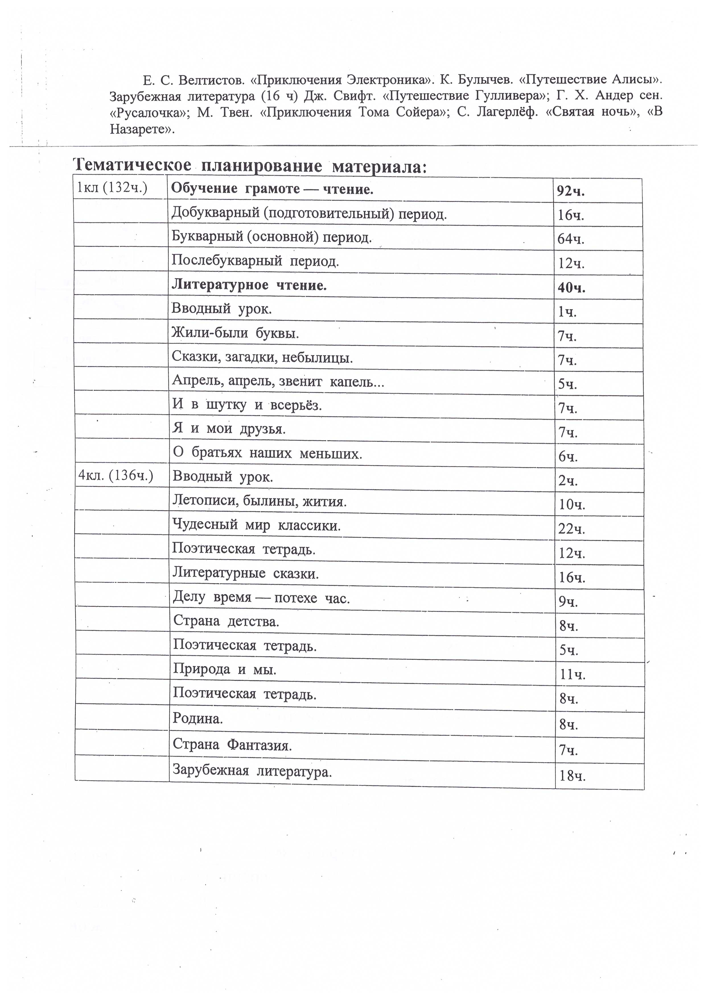 Е. С. Велтистов. «Приключения Электроника». К. Булычев. «Путешествие Алисы».
Зарубежная литература (16 ч) Дж. Свифт. «Путешествие Гулливера»; Г. Х. Андер сен.
«Русалочка»; М. Твен. «Приключения Тома Сойера»; С. Лагерлёф. «Святая ночь», «В
Назарете».
Тематическое планирование материала:
1кл (132ч.) Обучение грамоте — чтение. 92ч.
Добукварный (подготовительный) период. 16ч.
Букварный (основной) период. 64ч.
Послебукварный период. 12ч.
Литературное чтение. 40ч.
Вводный урок. 1ч.
Жили-были буквы. 7ч.
Сказки, загадки, небылицы. 7ч.
Апрель, апрель, звенит капель... 5ч.
И в шутку и всерьёз. 7ч.
Я и мои друзья. 7ч.
О братьях наших меньших. 6ч.
4кл. (136ч.) Вводный урок. 2ч.
Летописи, былины, жития. 10ч.
Чудесный мир классики. 22ч.
Поэтическая тетрадь. 12ч.
Литературные сказки. 16ч.
Делу время — потехе час. 9ч.
Страна детства. 8ч.
Поэтическая тетрадь. 5ч.
Природа и мы. 11ч.
Поэтическая тетрадь. 8ч.
Родина. 8ч.
Страна Фантазия. 7ч.
Зарубежная литература. 18ч.